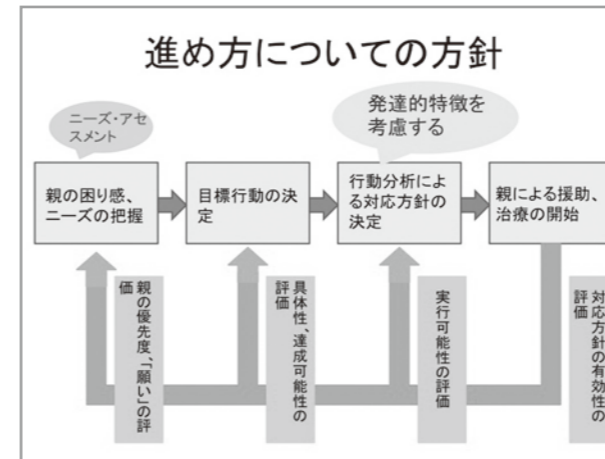 進め方についての方針
ニーズ・アセ
スメント
発達的特徴を
考慮する
親の困り感、
ニーズの把握
目標行動の決
定
行動分析によ
る対応方針の
決定
親による援助、
治療の開始
親の優先度、「願い」の評
価
具体性、達成可能性の
評価
実行可能性の評価
対応方針の有効性の
評価